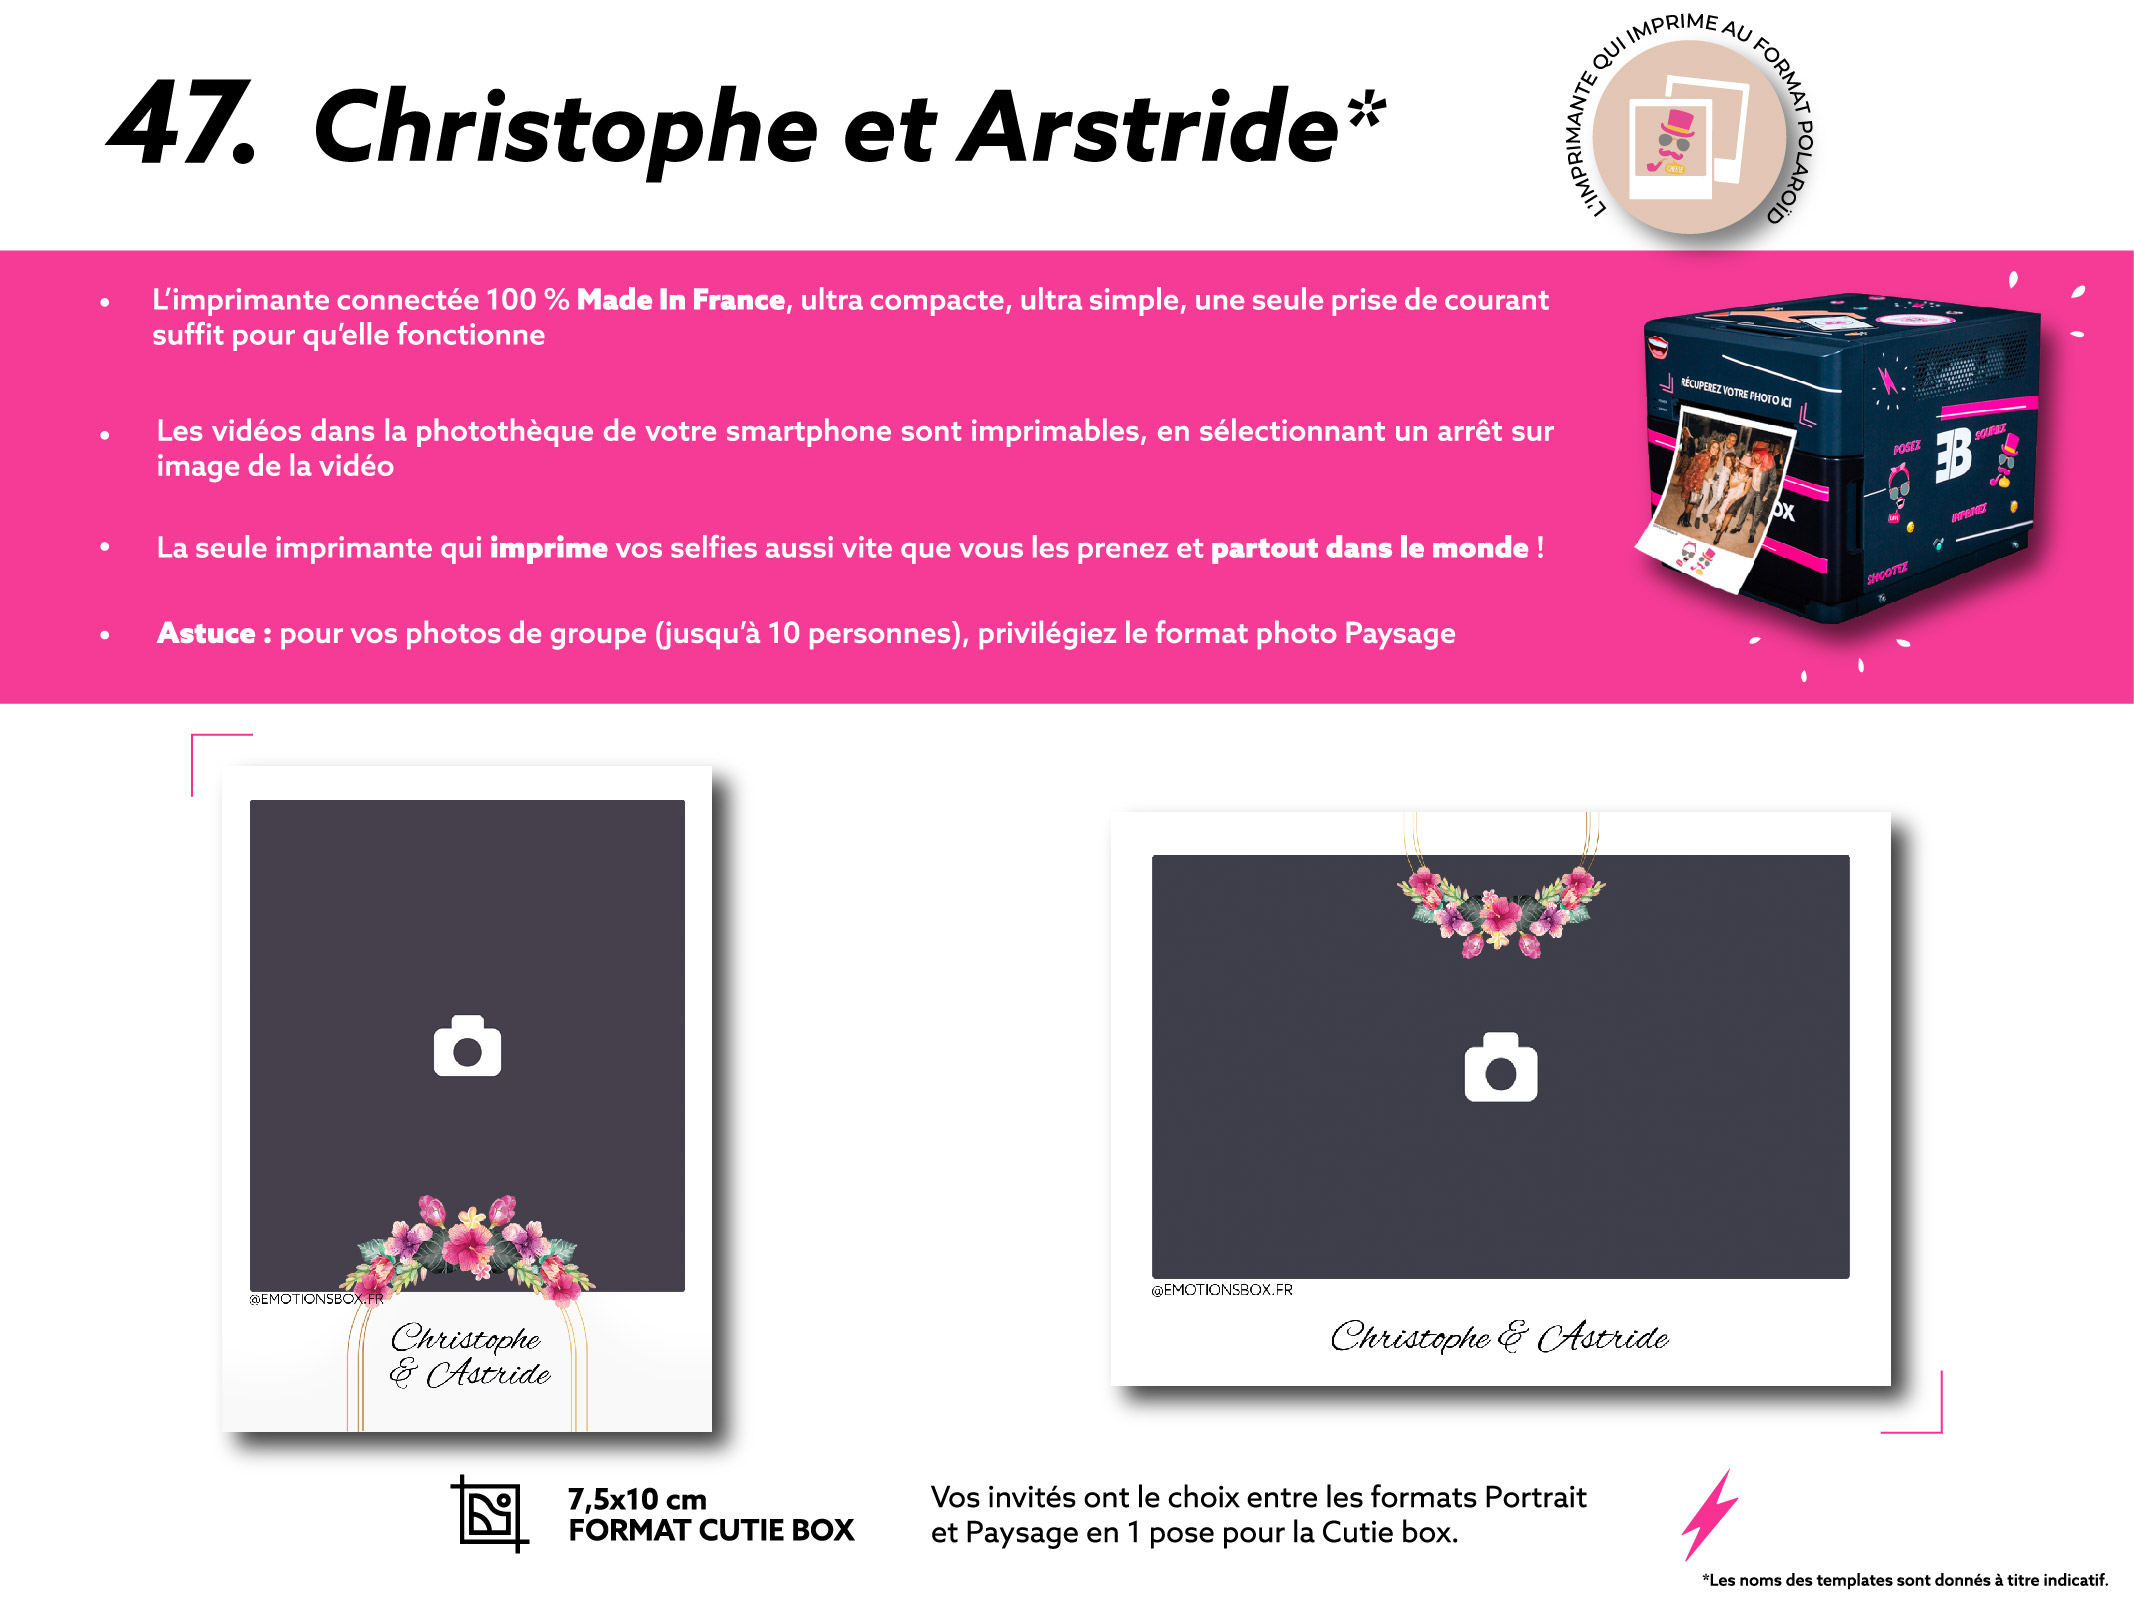 47. Christophe et Arstride*
L'IMPRIMANTE QUI IMPRIME AU FORMAT POLAROÏD
• L'imprimante connectée 100 % Made In France, ultra compacte, ultra simple, une seule prise de courant
suffit pour qu'elle fonctionne
• Les vidéos dans la photothèque de votre smartphone sont imprimables, en sélectionnant un arrêt sur
image de la vidéo
• La seule imprimante qui imprime vos selfies aussi vite que vous les prenez et partout dans le monde !
• Astuce : pour vos photos de groupe (jusqu'à 10 personnes), privilégiez le format photo Paysage
RÉCUPEREZ VOTRE PHOTO ICI
POSEZ
SOURIEZ
EB
OX
IMPRIMEZ
SHOOTEZ
@EMOTIONSBOX.FR
Christophe
& Astride
@EMOTIONSBOX.FR
Christophe & Astride
7,5x10 cm
FORMAT CUTIE BOX
Vos invités ont le choix entre les formats Portrait
et Paysage en 1 pose pour la Cutie box.
*Les noms des templates sont donnés à titre indicatif.